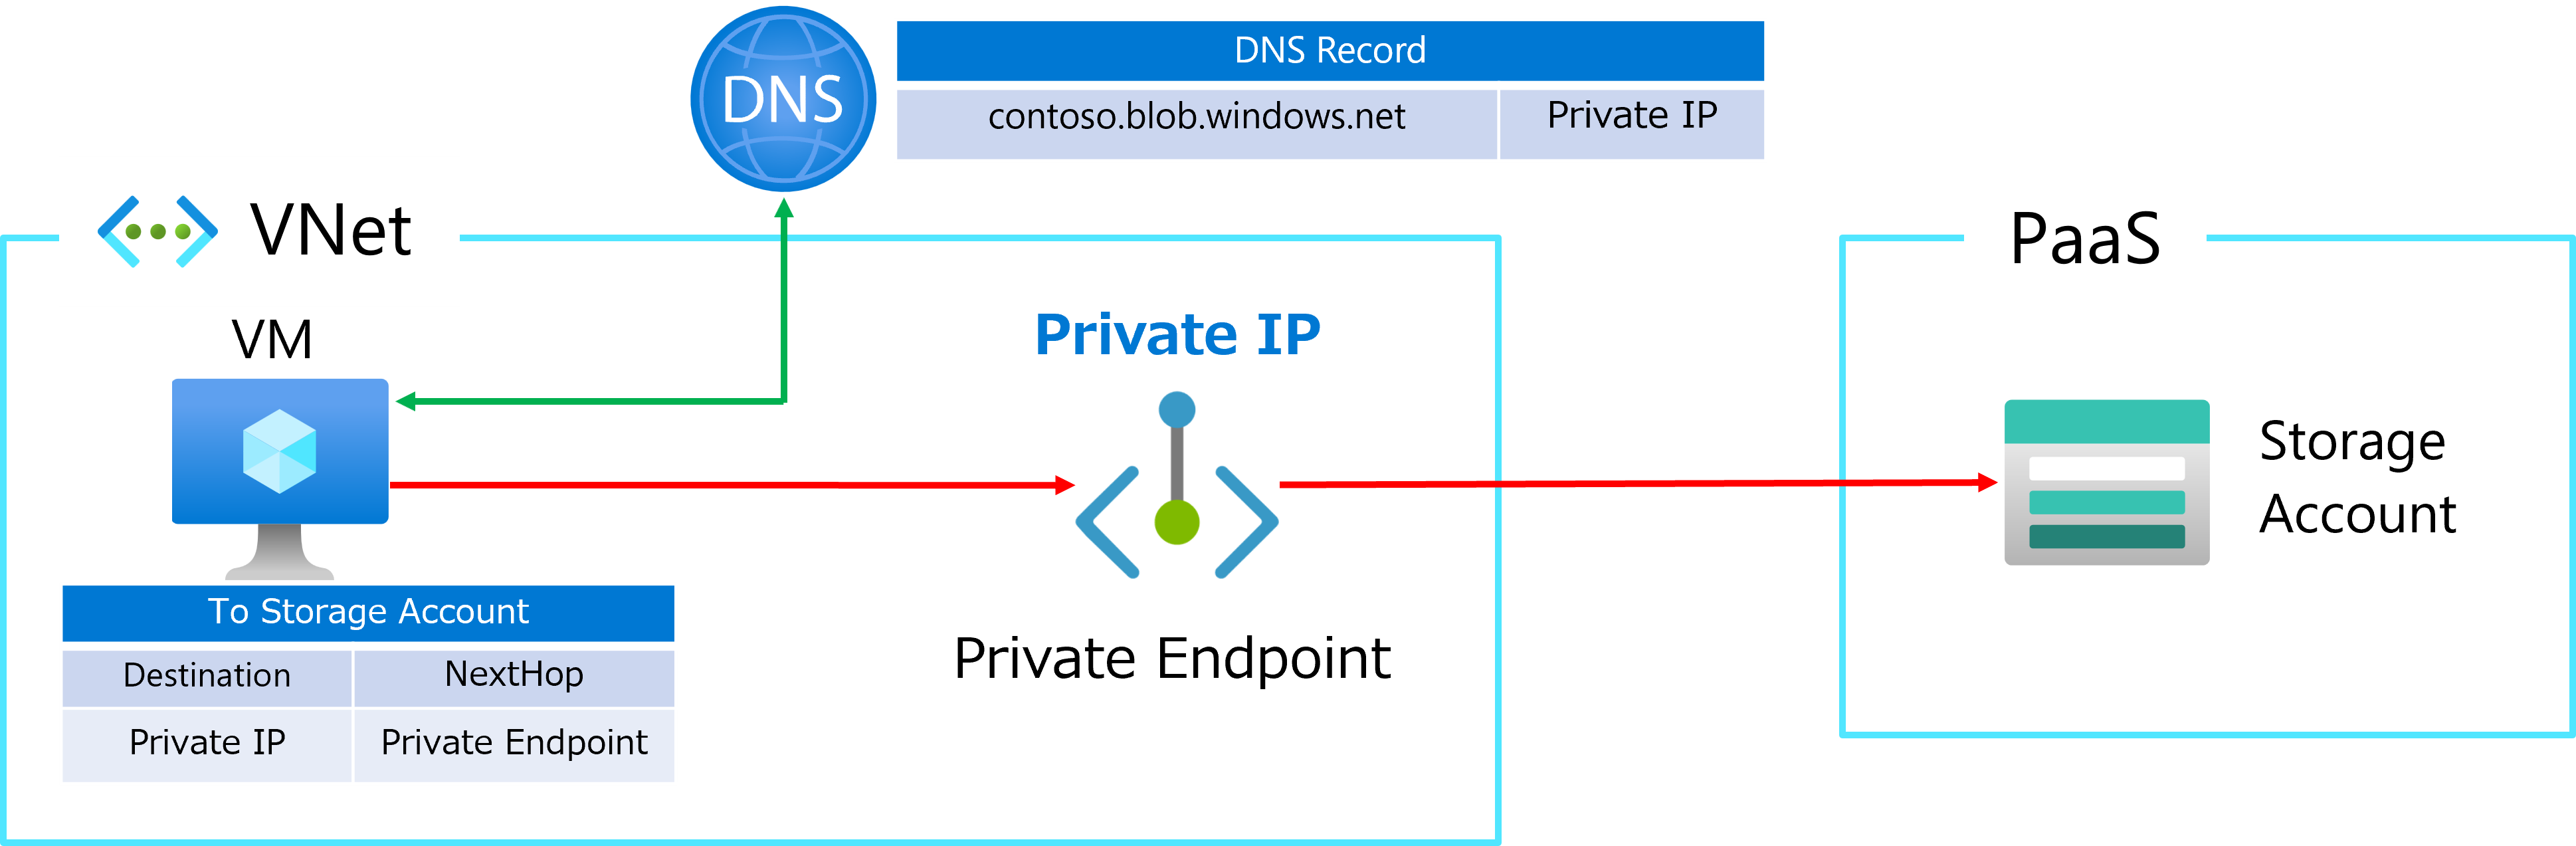 DNS
DNS Record
contoso.blob.windows.net Private IP
VNet
PaaS
VM
Private IP
Storage
Account
Private Endpoint
To Storage Account
Destination NextHop
Private IP Private Endpoint